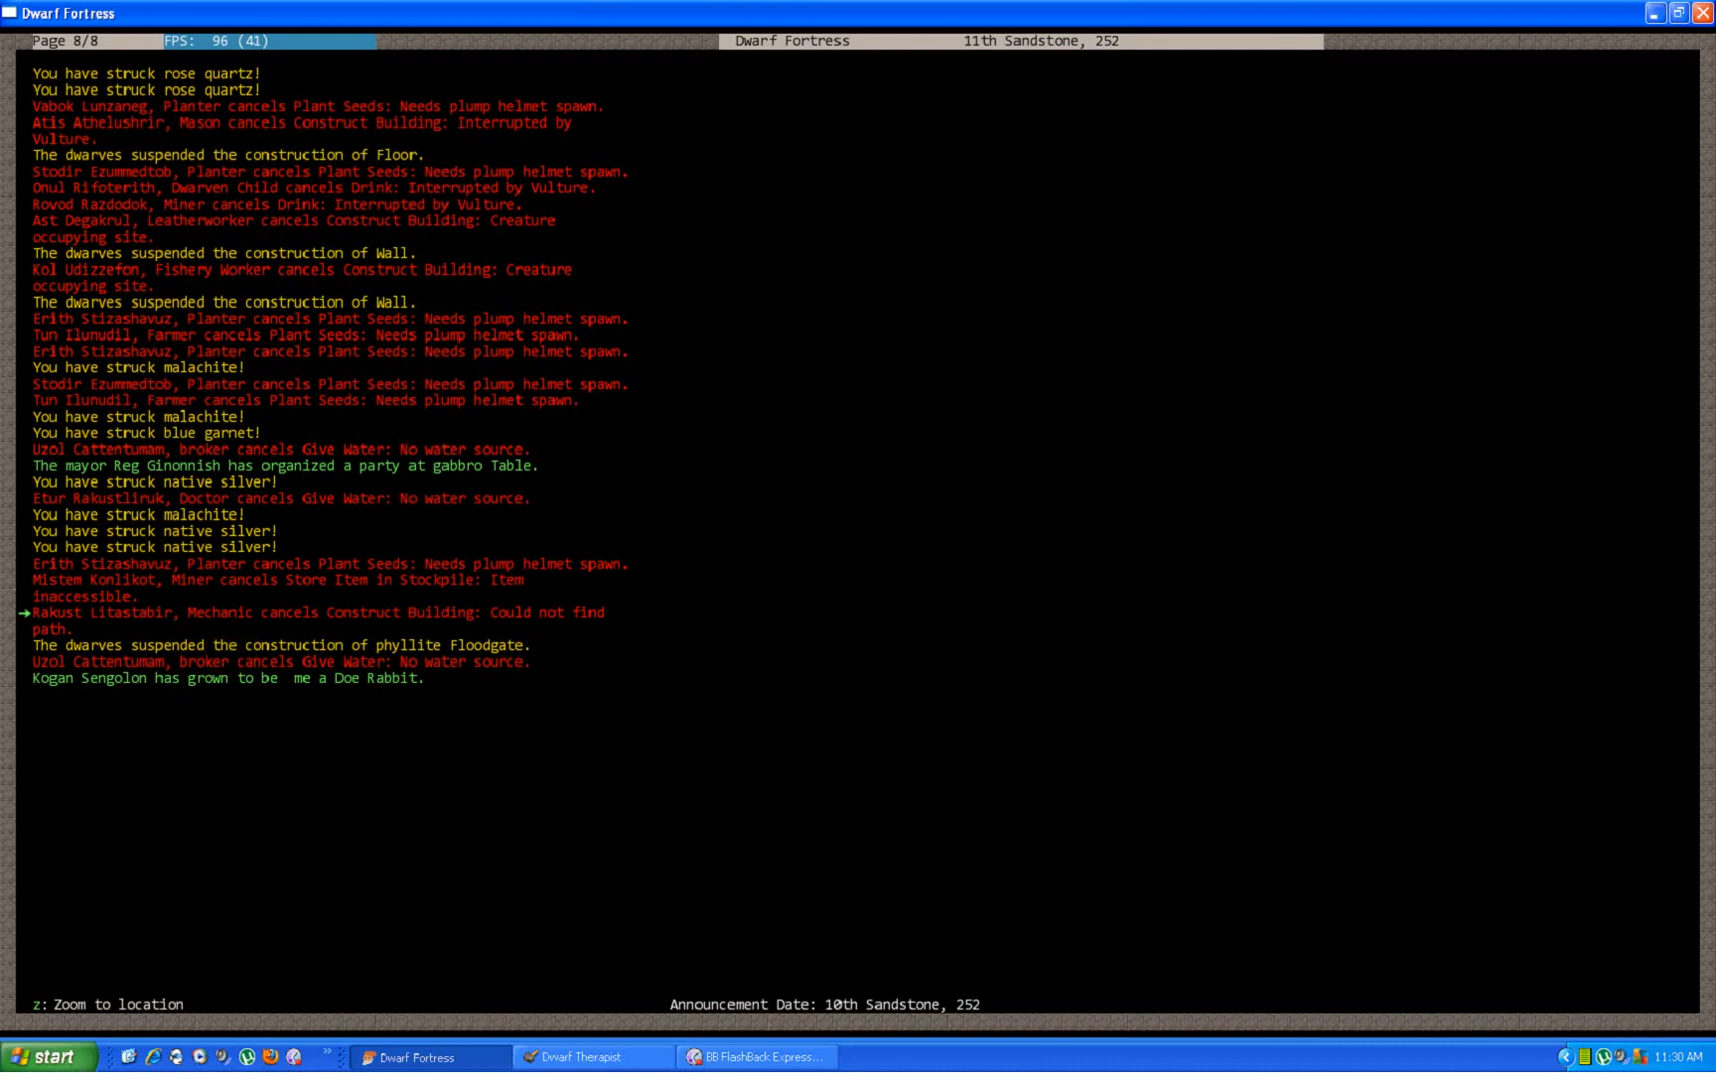 Dwarf Fortress
Page 8/8 FPS: 96 (41) Dwarf Fortress 11th Sandstone, 252
You have struck rose quartz!
You have struck rose quartz!
Vabok Lunzaneg, Planter cancels Plant Seeds: Needs plump helmet spawn.
Atis Athelushrir, Mason cancels Construct Building: Interrupted by
Vulture.
The dwarves suspended the construction of Floor.
Stodir Ezummedtob, Planter cancels Plant Seeds: Needs plump helmet spawn.
Onul Rifoterith, Dwarven Child cancels Drink: Interrupted by Vulture.
Rovod Razdodok, Miner cancels Drink: Interrupted by Vulture.
Ast Degakrul, Leatherworker cancels Construct Building: Creature
occupying site.
The dwarves suspended the construction of Wall.
Kol Udizzefon, Fishery Worker cancels Construct Building: Creature
occupying site.
The dwarves suspended the construction of Wall.
Erith Stizashavuz, Planter cancels Plant Seeds: Needs plump helmet spawn.
Tun Ilunudil, Farmer cancels Plant Seeds: Needs plump helmet spawn.
Erith Stizashavuz, Planter cancels Plant Seeds: Needs plump helmet spawn.
You have struck malachite!
Stodir Ezummedtob, Planter cancels Plant Seeds: Needs plump helmet spawn.
Tun Ilunudil, Farmer cancels Plant Seeds: Needs plump helmet spawn.
You have struck malachite!
You have struck blue garnet!
Uzol Cattentumam, broker cancels Give Water: No water source.
The mayor Reg Ginonnish has organized a party at gabbro Table.
You have struck native silver!
Etur Rakustliruk, Doctor cancels Give Water: No water source.
You have struck malachite!
You have struck native silver!
You have struck native silver!
Erith Stizashavuz, Planter cancels Plant Seeds: Needs plump helmet spawn.
Mistem Konlikot, Miner cancels Store Item in Stockpile: Item
inaccessible.
→Rakust Litastabir, Mechanic cancels Construct Building: Could not find
path.
The dwarves suspended the construction of phyllite Floodgate.
Uzol Cattentumam, broker cancels Give Water: No water source.
Kogan Sengolon has grown to be me a Doe Rabbit.
z: Zoom to location Announcement Date: 10th Sandstone, 252
start Dwarf Fortress Dwarf Therapist BB FlashBack Express... 11:30 AM